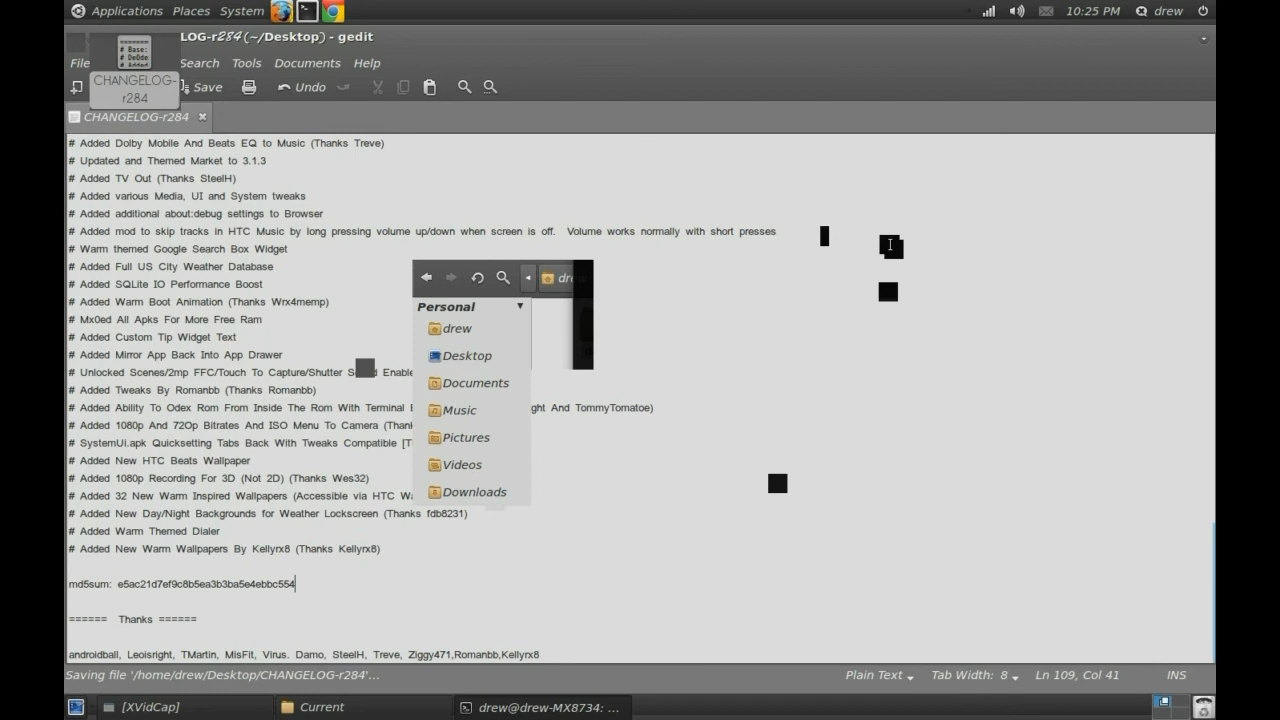 Applications Places System 10:25 PM drew
LOG-r284 (~/Desktop) - gedit
File Search Tools Documents Help
Save Undo
# Base:
CHANGELOG-
r284
CHANGELOG-r284
# Added Dolby Mobile And Beats EQ to Music (Thanks Treve)
# Updated and Themed Market to 3.1.3
# Added TV Out (Thanks SteelH)
# Added various Media, UI and System tweaks
# Added additional about:debug settings to Browser
# Added mod to skip tracks in HTC Music by long pressing volume up/down when screen is off. Volume works normally with short presses
# Warm themed Google Search Box Widget
# Added Full US City Weather Database
# Added SQLite IO Performance Boost
# Added Warm Boot Animation (Thanks Wrx4memp)
# Mx0ed All Apks For More Free Ram
# Added Custom Tip Widget Text
# Added Mirror App Back Into App Drawer
# Unlocked Scenes/2mp FFC/Touch To Capture/Shutter Enable
# Added Tweaks By Romanbb (Thanks Romanbb)
# Added Ability To Odex Rom From Inside The Rom With Terminal ght And TommyTomatoe)
# Added 1080p And 72Op Bitrates And ISO Menu To Camera (Than
# SystemUi.apk Quicksetting Tabs Back With Tweaks Compatible [T
# Added New HTC Beats Wallpaper
# Added 1080p Recording For 3D (Not 2D) (Thanks Wes32)
# Added 32 New Warm Inspired Wallpapers (Accessible via HTC Wa
# Added New Day/Night Backgrounds for Weather Lockscreen (Thanks fdb8231)
# Added Warm Themed Dialer
# Added New Warm Wallpapers By Kellyrx8 (Thanks Kellyrx8)
md5sum: e5ac21d7ef9c8b5ea3b3ba5e4ebbc554
====== Thanks ======
androidball, Leoisright, TMartin, MisFit, Virus. Damo, SteelH, Treve, Ziggy471,Romanbb,Kellyrx8
dre
Personal
drew
Desktop
Documents
Music
Pictures
Videos
Downloads
Saving file '/home/drew/Desktop/CHANGELOG-r284'... Plain Text Tab Width: 8 Ln 109, Col 41 INS
[XVidCap] Current drew@drew-MX8734: ...